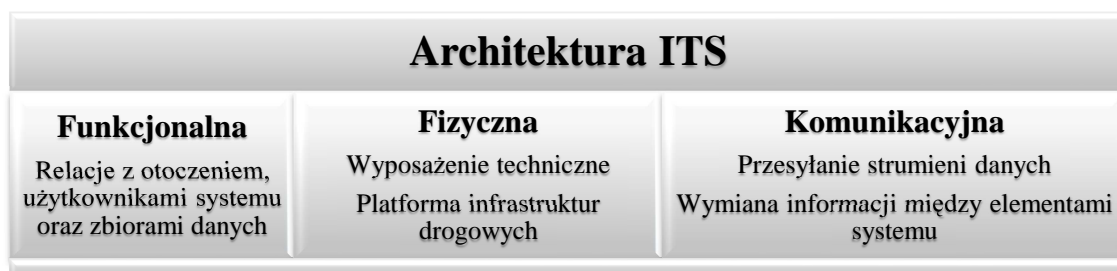 Architektura ITS
Funkcjonalna
Relacje z otoczeniem,
użytkownikami systemu
oraz zbiorami danych
Fizyczna
Wyposażenie techniczne
Platforma infrastruktur
drogowych
Komunikacyjna
Przesyłanie strumieni danych
Wymiana informacji między elementami
systemu